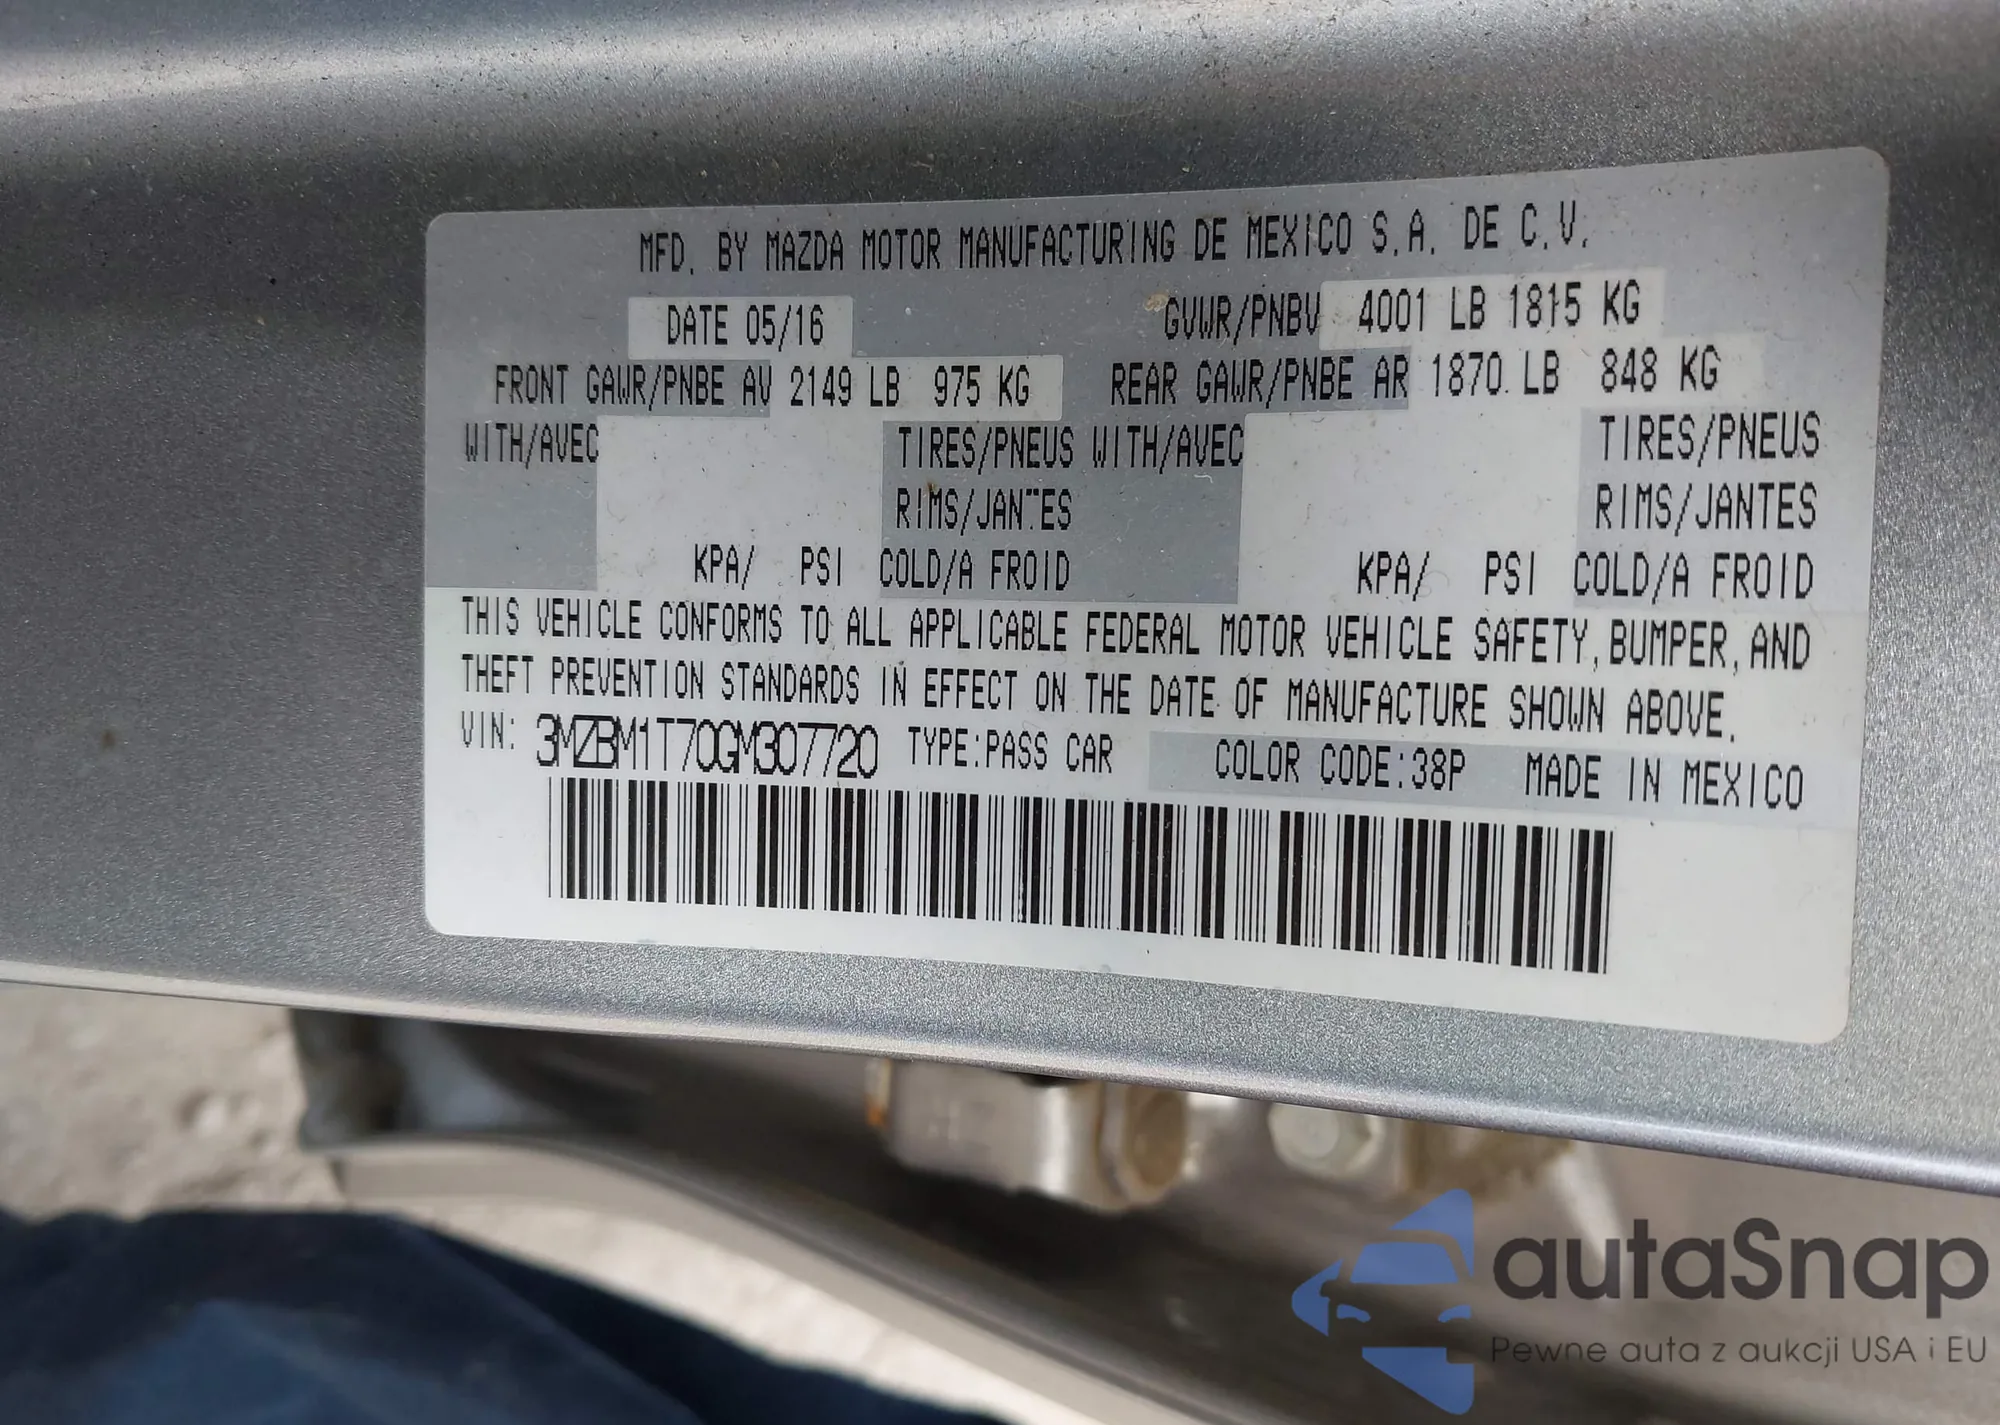 MFD. BY MAZDA MOTOR MANUFACTURING DE MEXICO S.A. DE C.V.
DATE 05/16 GVWR/PNBV 4001 LB 1815 KG
FRONT GAWR/PNBE AV 2149 LB 975 KG REAR GAWR/PNBE AR 1870 LB 848 KG
WITH/AVEC TIRES/PNEUS WITH/AVEC TIRES/PNEUS
RIMS/JANTES RIMS/JANTES
KPA/ PSI COLD/A FROID KPA/ PSI COLD/A FROID
THIS VEHICLE CONFORMS TO ALL APPLICABLE FEDERAL MOTOR VEHICLE SAFETY, BUMPER, AND
THEFT PREVENTION STANDARDS IN EFFECT ON THE DATE OF MANUFACTURE SHOWN ABOVE.
VIN: 3MZBM1T70GM307720 TYPE:PASS CAR COLOR CODE:38P MADE IN MEXICO
autaSnap
Pewne auta z aukcji USA i EU